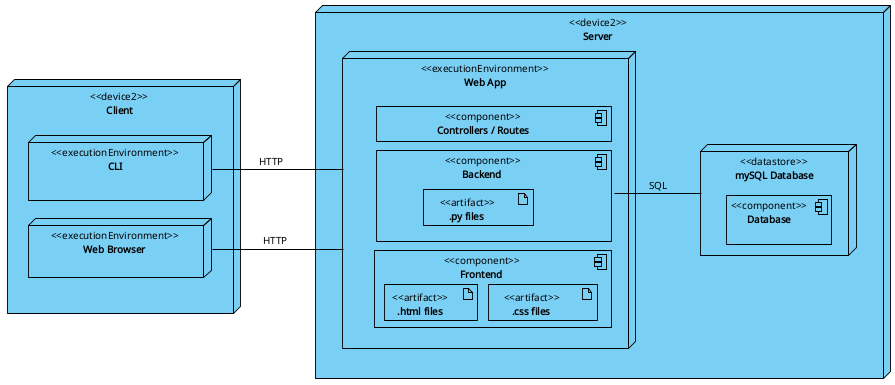 <<device2>>
Client
<<executionEnvironment>>
CLI
<<executionEnvironment>>
Web Browser
HTTP
HTTP
<<device2>>
Server
<<executionEnvironment>>
Web App
<<component>>
Controllers / Routes
<<component>>
Backend
<<artifact>>
.py files
<<component>>
Frontend
<<artifact>>
.html files
<<artifact>>
.css files
SQL
<<datastore>>
mySQL Database
<<component>>
Database